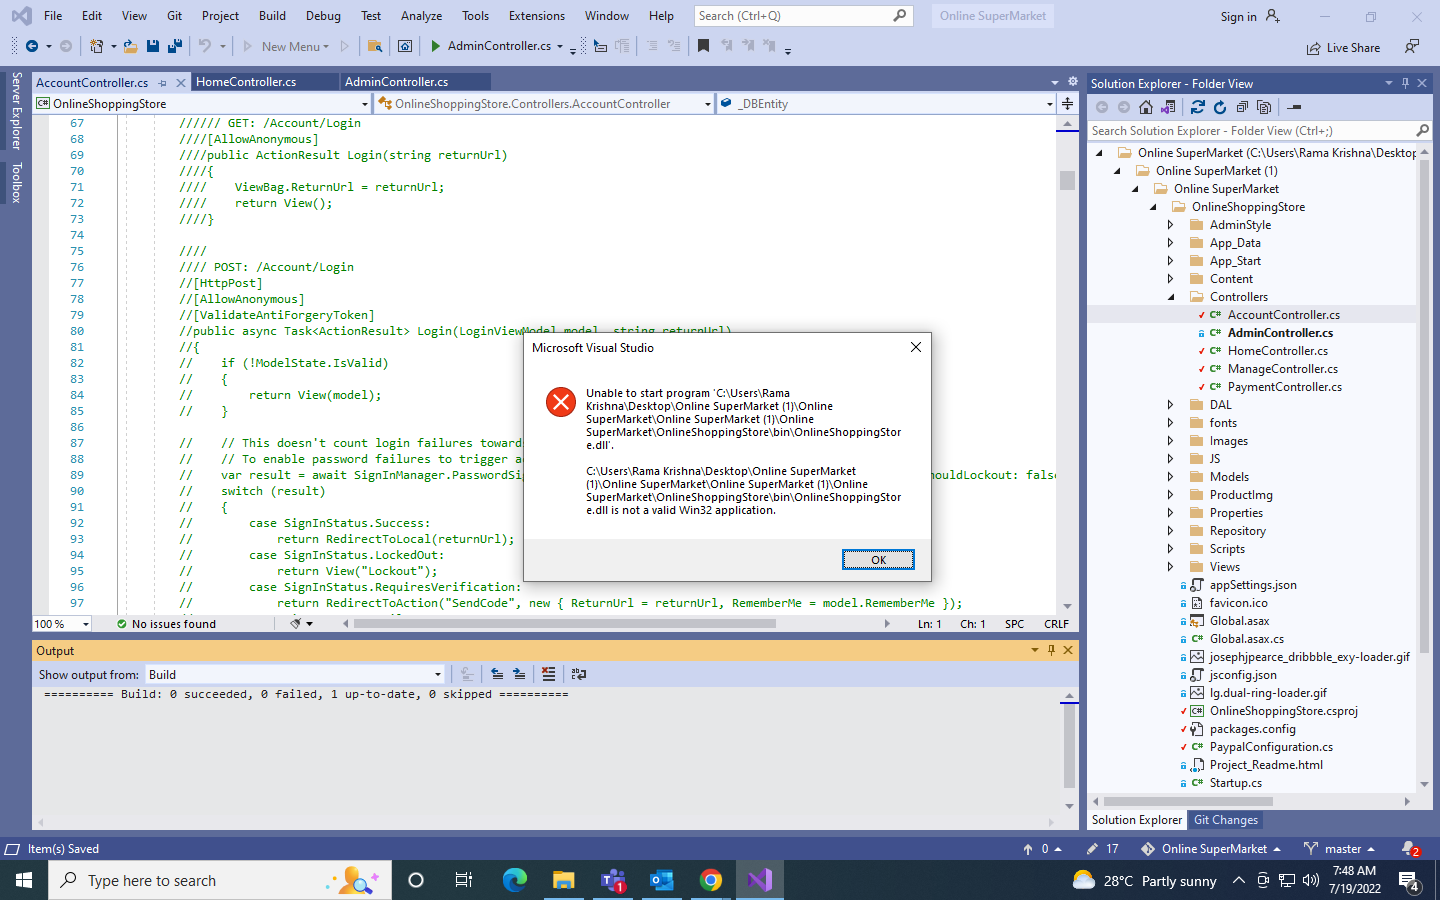 File Edit View Git Project Build Debug Test Analyze Tools Extensions Window Help Search (Ctrl+Q) Online SuperMarket Sign in
New Menu AdminController.cs Live Share
Server Explorer
Toolbox
AccountController.cs HomeController.cs AdminController.cs
OnlineShoppingStore OnlineShoppingStore.Controllers.AccountController _DBEntity
67 ////// GET: /Account/Login
68 ////[AllowAnonymous]
69 ////public ActionResult Login(string returnUrl)
70 ////{
71 //// ViewBag.ReturnUrl = returnUrl;
72 //// return View();
73 ////}
74
75 ////
76 //// POST: /Account/Login
77 //[HttpPost]
78 //[AllowAnonymous]
79 //[ValidateAntiForgeryToken]
80 //public async Task<ActionResult> Login(LoginViewModel model, string returnUrl)
81 //{
82 // if (!ModelState.IsValid)
83 // {
84 // return View(model);
85 // }
86
87 // // This doesn't count login failures towards
88 // // To enable password failures to trigger ac
89 // var result = await SignInManager.PasswordSig houldLockout: false
90 // switch (result)
91 // {
92 // case SignInStatus.Success:
93 // return RedirectToLocal(returnUrl);
94 // case SignInStatus.LockedOut:
95 // return View("Lockout");
96 // case SignInStatus.RequiresVerification:
97 // return RedirectToAction("SendCode", new { ReturnUrl = returnUrl, RememberMe = model.RememberMe });
100 % No issues found Ln: 1 Ch: 1 SPC CRLF
Microsoft Visual Studio
Unable to start program 'C:\Users\Rama
Krishna\Desktop\Online SuperMarket (1)\Online
SuperMarket\Online SuperMarket (1)\Online
SuperMarket\OnlineShoppingStore\bin\OnlineShoppingStor
e.dll'.
C:\Users\Rama Krishna\Desktop\Online SuperMarket
(1)\Online SuperMarket\Online SuperMarket (1)\Online
SuperMarket\OnlineShoppingStore\bin\OnlineShoppingStor
e.dll is not a valid Win32 application.
OK
Output
Show output from: Build
========== Build: 0 succeeded, 0 failed, 1 up-to-date, 0 skipped ==========
Solution Explorer - Folder View
Search Solution Explorer - Folder View (Ctrl+;)
Online SuperMarket (C:\Users\Rama Krishna\Desktop
Online SuperMarket (1)
Online SuperMarket
OnlineShoppingStore
AdminStyle
App_Data
App_Start
Content
Controllers
C# AccountController.cs
C# AdminController.cs
C# HomeController.cs
C# ManageController.cs
C# PaymentController.cs
DAL
fonts
Images
JS
Models
ProductImg
Properties
Repository
Scripts
Views
appSettings.json
favicon.ico
Global.asax
C# Global.asax.cs
josephjpearce_dribbble_exy-loader.gif
jsconfig.json
lg.dual-ring-loader.gif
C# OnlineShoppingStore.csproj
packages.config
C# PaypalConfiguration.cs
Project_Readme.html
C# Startup.cs
Solution Explorer Git Changes
Item(s) Saved 0 17 Online SuperMarket master 2
Type here to search 1 28°C Partly sunny 7:48 AM
7/19/2022 4